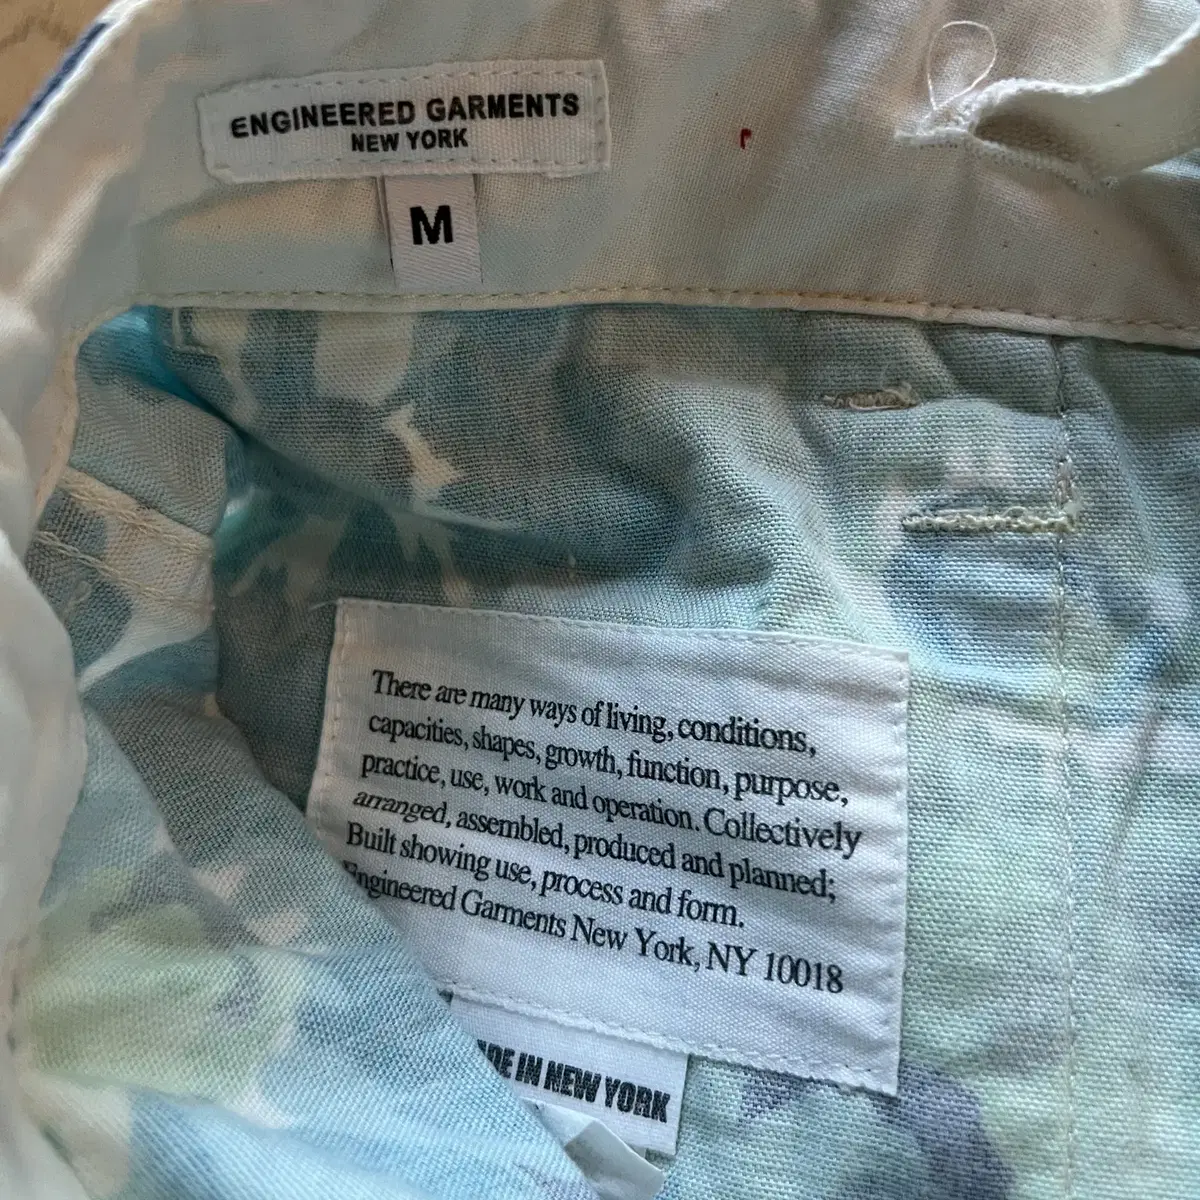 ENGINEERED GARMENTS
NEW YORK
M
There are many ways of living, conditions,
capacities, shapes, growth, function, purpose,
practice, use, work and operation. Collectively
arranged, assembled, produced and planned;
Built showing use, process and form.
Engineered Garments New York, NY 10018
MADE IN NEW YORK